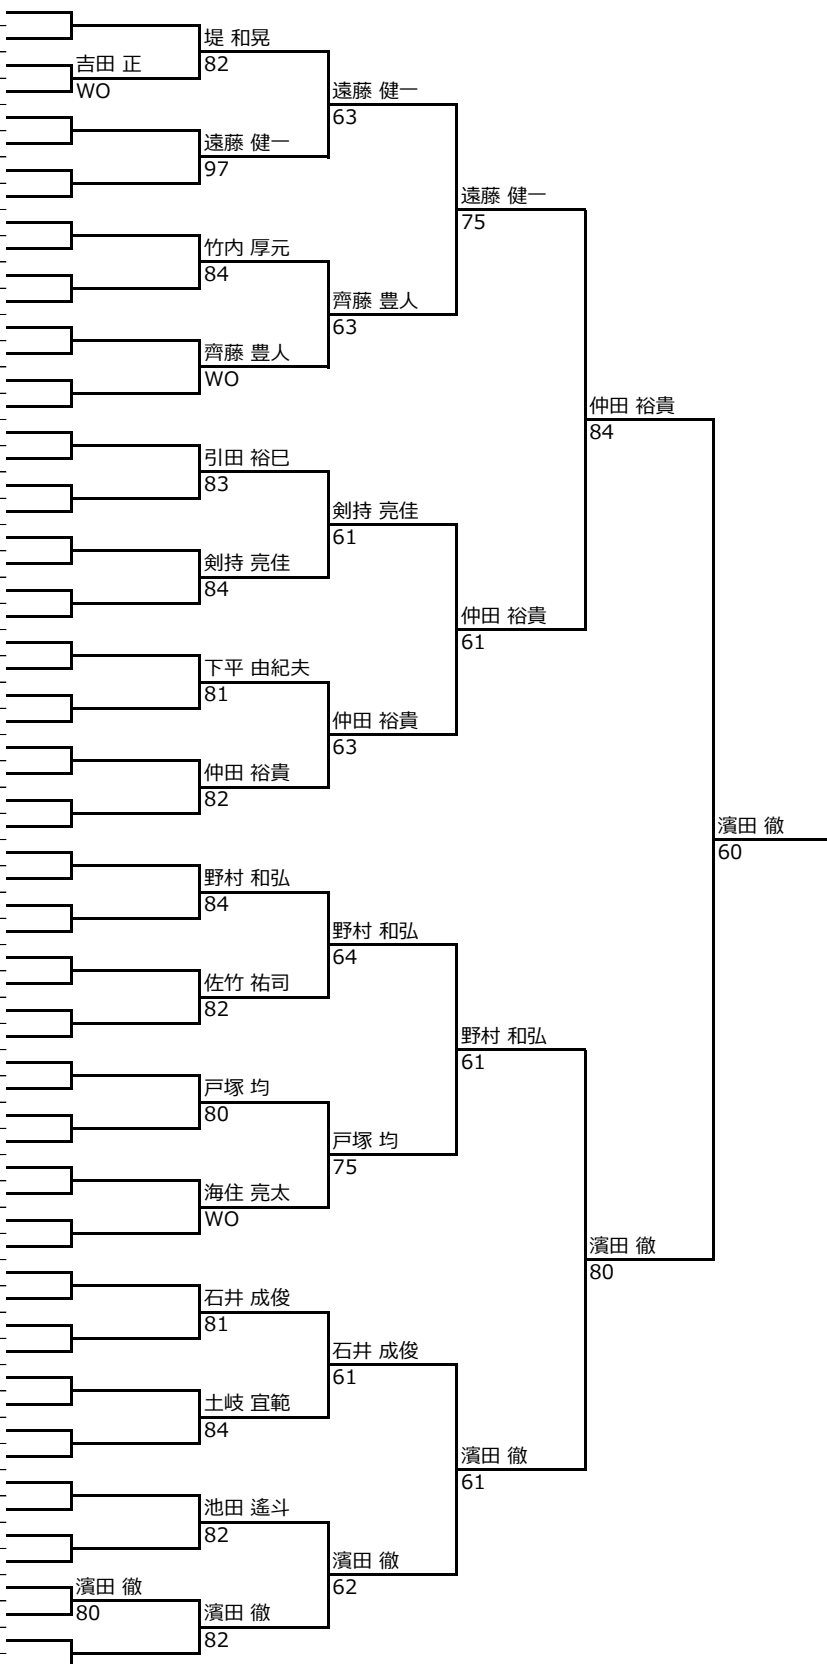 堤 和晃
吉田 正
82
WO
遠藤 健一
63
遠藤 健一
97
遠藤 健一
75
竹内 厚元
84
齊藤 豊人
63
齊藤 豊人
WO
仲田 裕貴
84
引田 裕巳
83
剣持 亮佳
61
剣持 亮佳
84
仲田 裕貴
61
下平 由紀夫
81
仲田 裕貴
63
仲田 裕貴
82
濱田 徹
60
野村 和弘
84
野村 和弘
64
佐竹 祐司
82
野村 和弘
61
戸塚 均
80
戸塚 均
75
海住 亮太
WO
濱田 徹
80
石井 成俊
81
石井 成俊
61
土岐 宜範
84
濱田 徹
61
池田 遙斗
82
濱田 徹
62
濱田 徹
80
濱田 徹
82